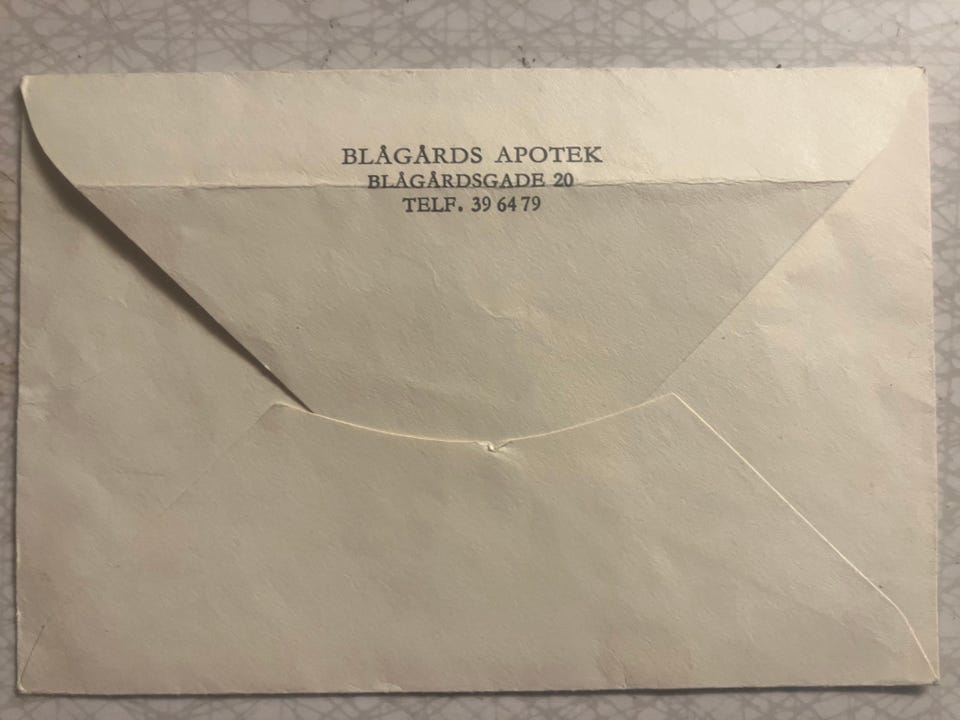 BLÅGÅRDS APOTEK
BLÅGÅRDSGADE 20
TELF. 39 64 79